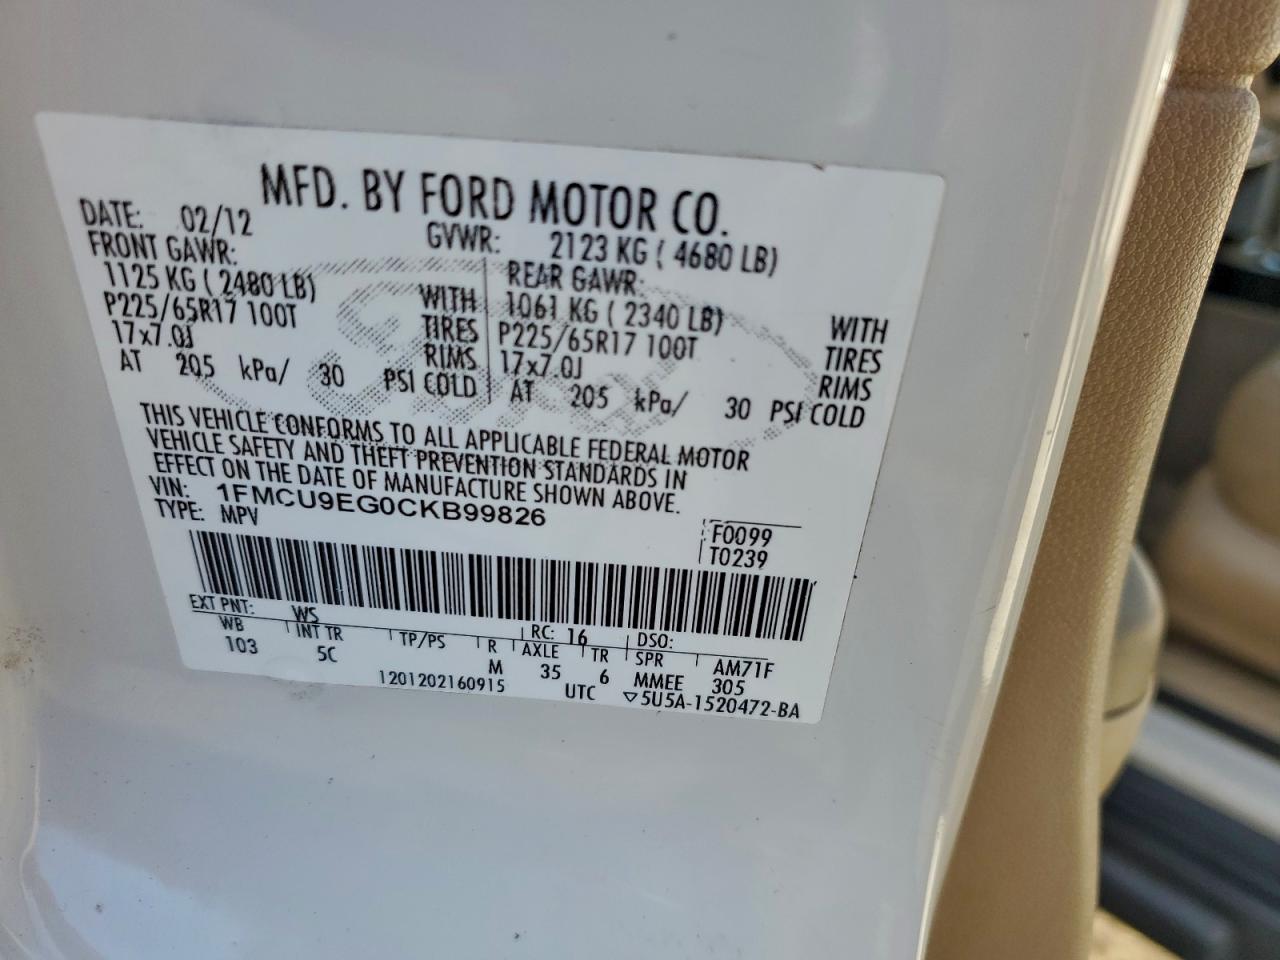 MFD. BY FORD MOTOR CO.
DATE: 02/12 GVWR: 2123 KG ( 4680 LB)
FRONT GAWR: REAR GAWR:
1125 KG ( 2480 LB) WITH 1061 KG ( 2340 LB) WITH
P225/65R17 100T TIRES P225/65R17 100T TIRES
17x7.0J RIMS 17x7.0J RIMS
AT 205 kPa/ 30 PSI COLD AT 205 kPa/ 30 PSI COLD
THIS VEHICLE CONFORMS TO ALL APPLICABLE FEDERAL MOTOR
VEHICLE SAFETY AND THEFT PREVENTION STANDARDS IN
EFFECT ON THE DATE OF MANUFACTURE SHOWN ABOVE.
VIN: 1FMCU9EG0CKB99826
TYPE: MPV
F0099
T0239
EXT PNT: WS RC: 16 DSO:
WB INT TR TP/PS R AXLE TR SPR AM71F
103 5C M 35 6 MMEE 305
1201202160915 UTC ▽5U5A-1520472-BA